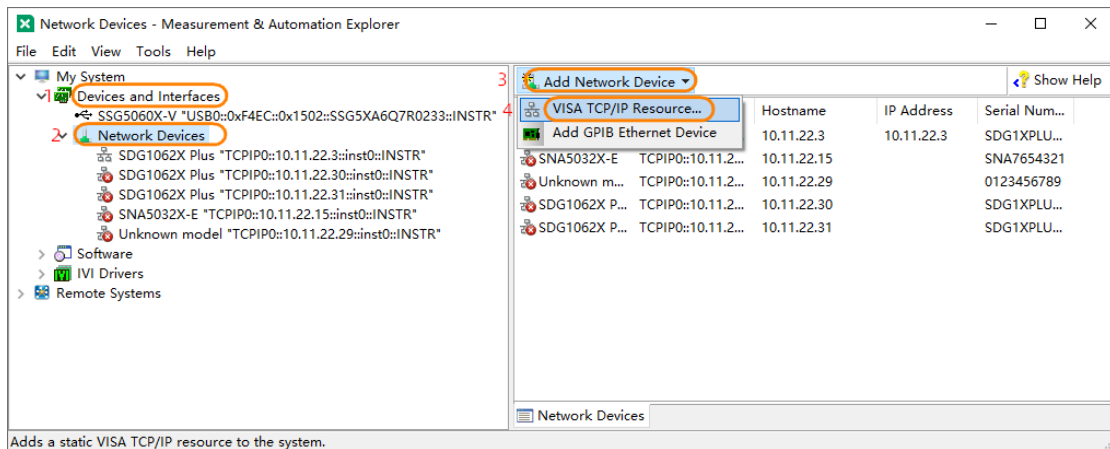 Network Devices - Measurement & Automation Explorer
File Edit View Tools Help
My System
1 Devices and Interfaces
SSG5060X-V "USB0::0xF4EC::0x1502::SSG5XA6Q7R0233::INSTR"
2 Network Devices
SDG1062X Plus "TCPIP0::10.11.22.3::inst0::INSTR"
SDG1062X Plus "TCPIP0::10.11.22.30::inst0::INSTR"
SDG1062X Plus "TCPIP0::10.11.22.31::inst0::INSTR"
SNA5032X-E "TCPIP0::10.11.22.15::inst0::INSTR"
Unknown model "TCPIP0::10.11.22.29::inst0::INSTR"
Software
IVI Drivers
Remote Systems
3 Add Network Device Show Help
4 VISA TCP/IP Resource... Hostname IP Address Serial Num...
Add GPIB Ethernet Device 10.11.22.3 10.11.22.3 SDG1XPLU...
SNA5032X-E TCPIP0::10.11.2... 10.11.22.15 SNA7654321
Unknown m... TCPIP0::10.11.2... 10.11.22.29 0123456789
SDG1062X P... TCPIP0::10.11.2... 10.11.22.30 SDG1XPLU...
SDG1062X P... TCPIP0::10.11.2... 10.11.22.31 SDG1XPLU...
Network Devices
Adds a static VISA TCP/IP resource to the system.